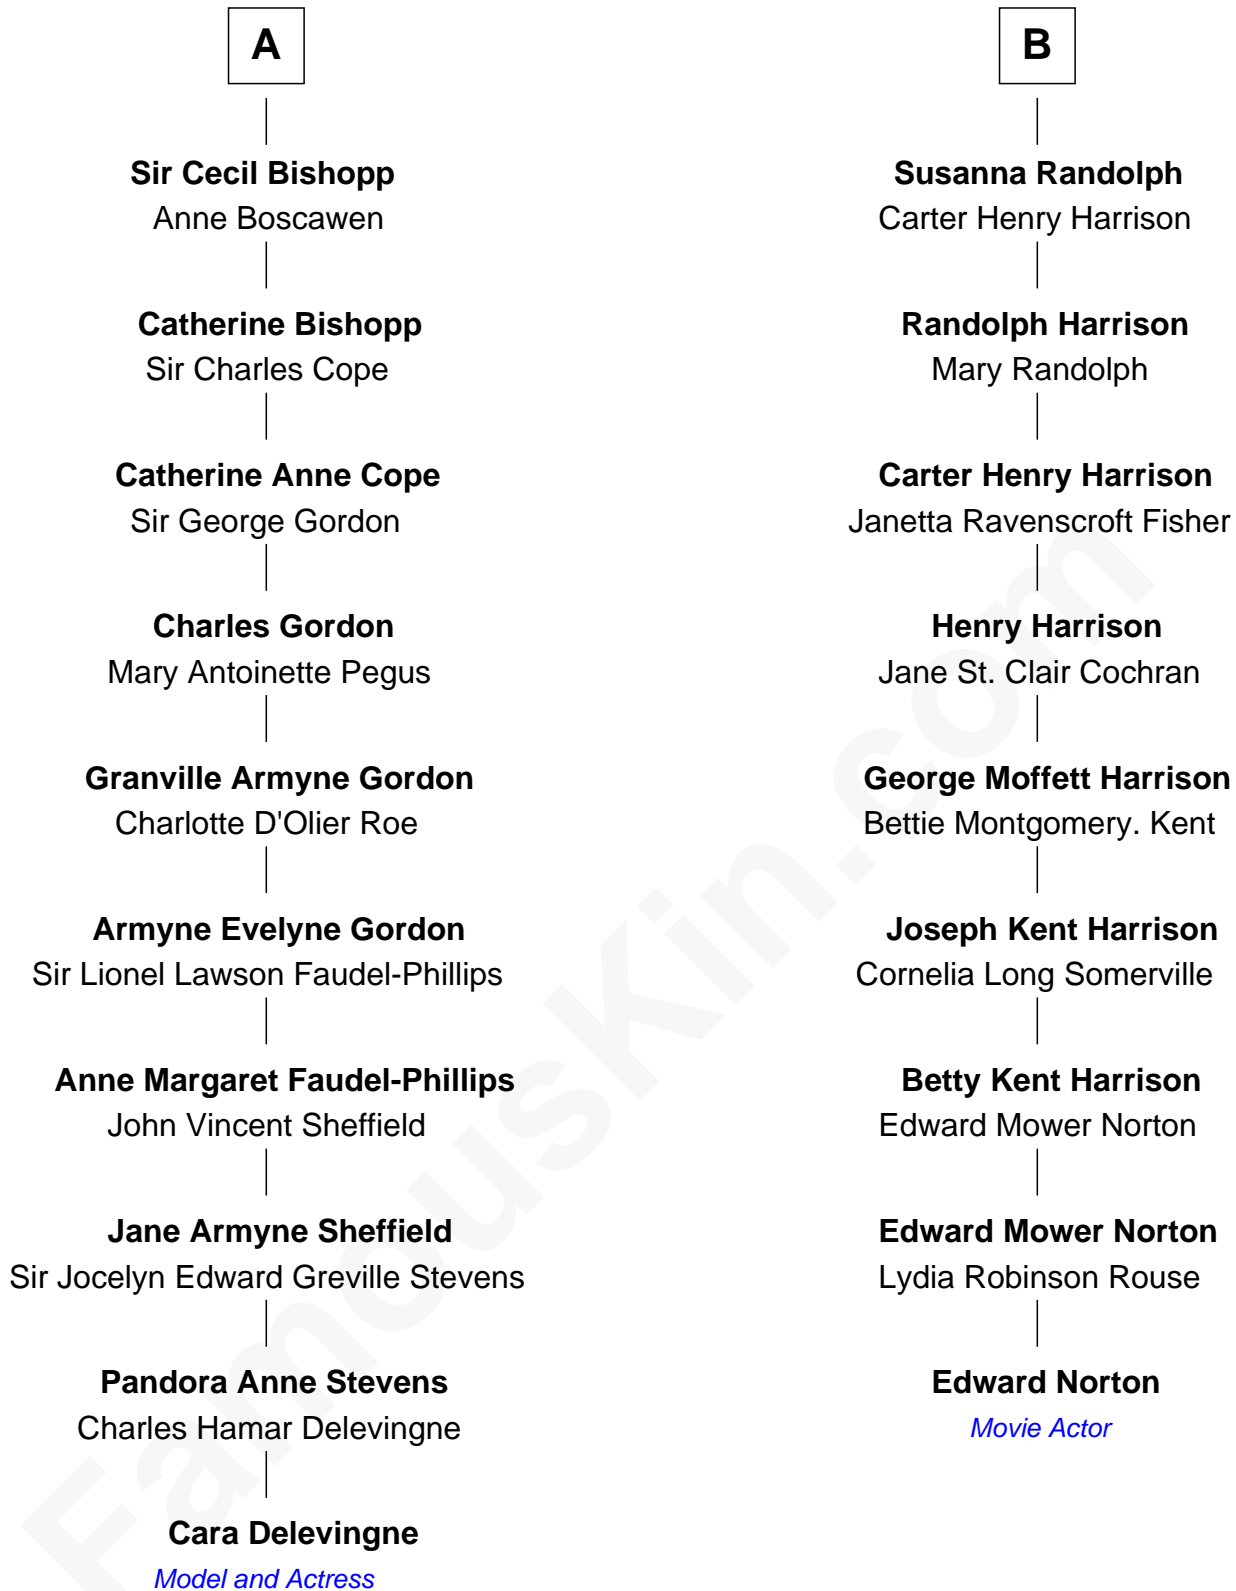 A
Sir Cecil Bishopp
Anne Boscawen
Catherine Bishopp
Sir Charles Cope
Catherine Anne Cope
Sir George Gordon
Charles Gordon
Mary Antoinette Pegus
Granville Armyne Gordon
Charlotte D'Olier Roe
Armyne Evelyne Gordon
Sir Lionel Lawson Faudel-Phillips
Anne Margaret Faudel-Phillips
John Vincent Sheffield
Jane Armyne Sheffield
Sir Jocelyn Edward Greville Stevens
Pandora Anne Stevens
Charles Hamar Delevingne
Cara Delevingne
Model and Actress
B
Susanna Randolph
Carter Henry Harrison
Randolph Harrison
Mary Randolph
Carter Henry Harrison
Janetta Ravenscroft Fisher
Henry Harrison
Jane St. Clair Cochran
George Moffett Harrison
Bettie Montgomery. Kent
Joseph Kent Harrison
Cornelia Long Somerville
Betty Kent Harrison
Edward Mower Norton
Edward Mower Norton
Lydia Robinson Rouse
Edward Norton
Movie Actor
FamousKin.com